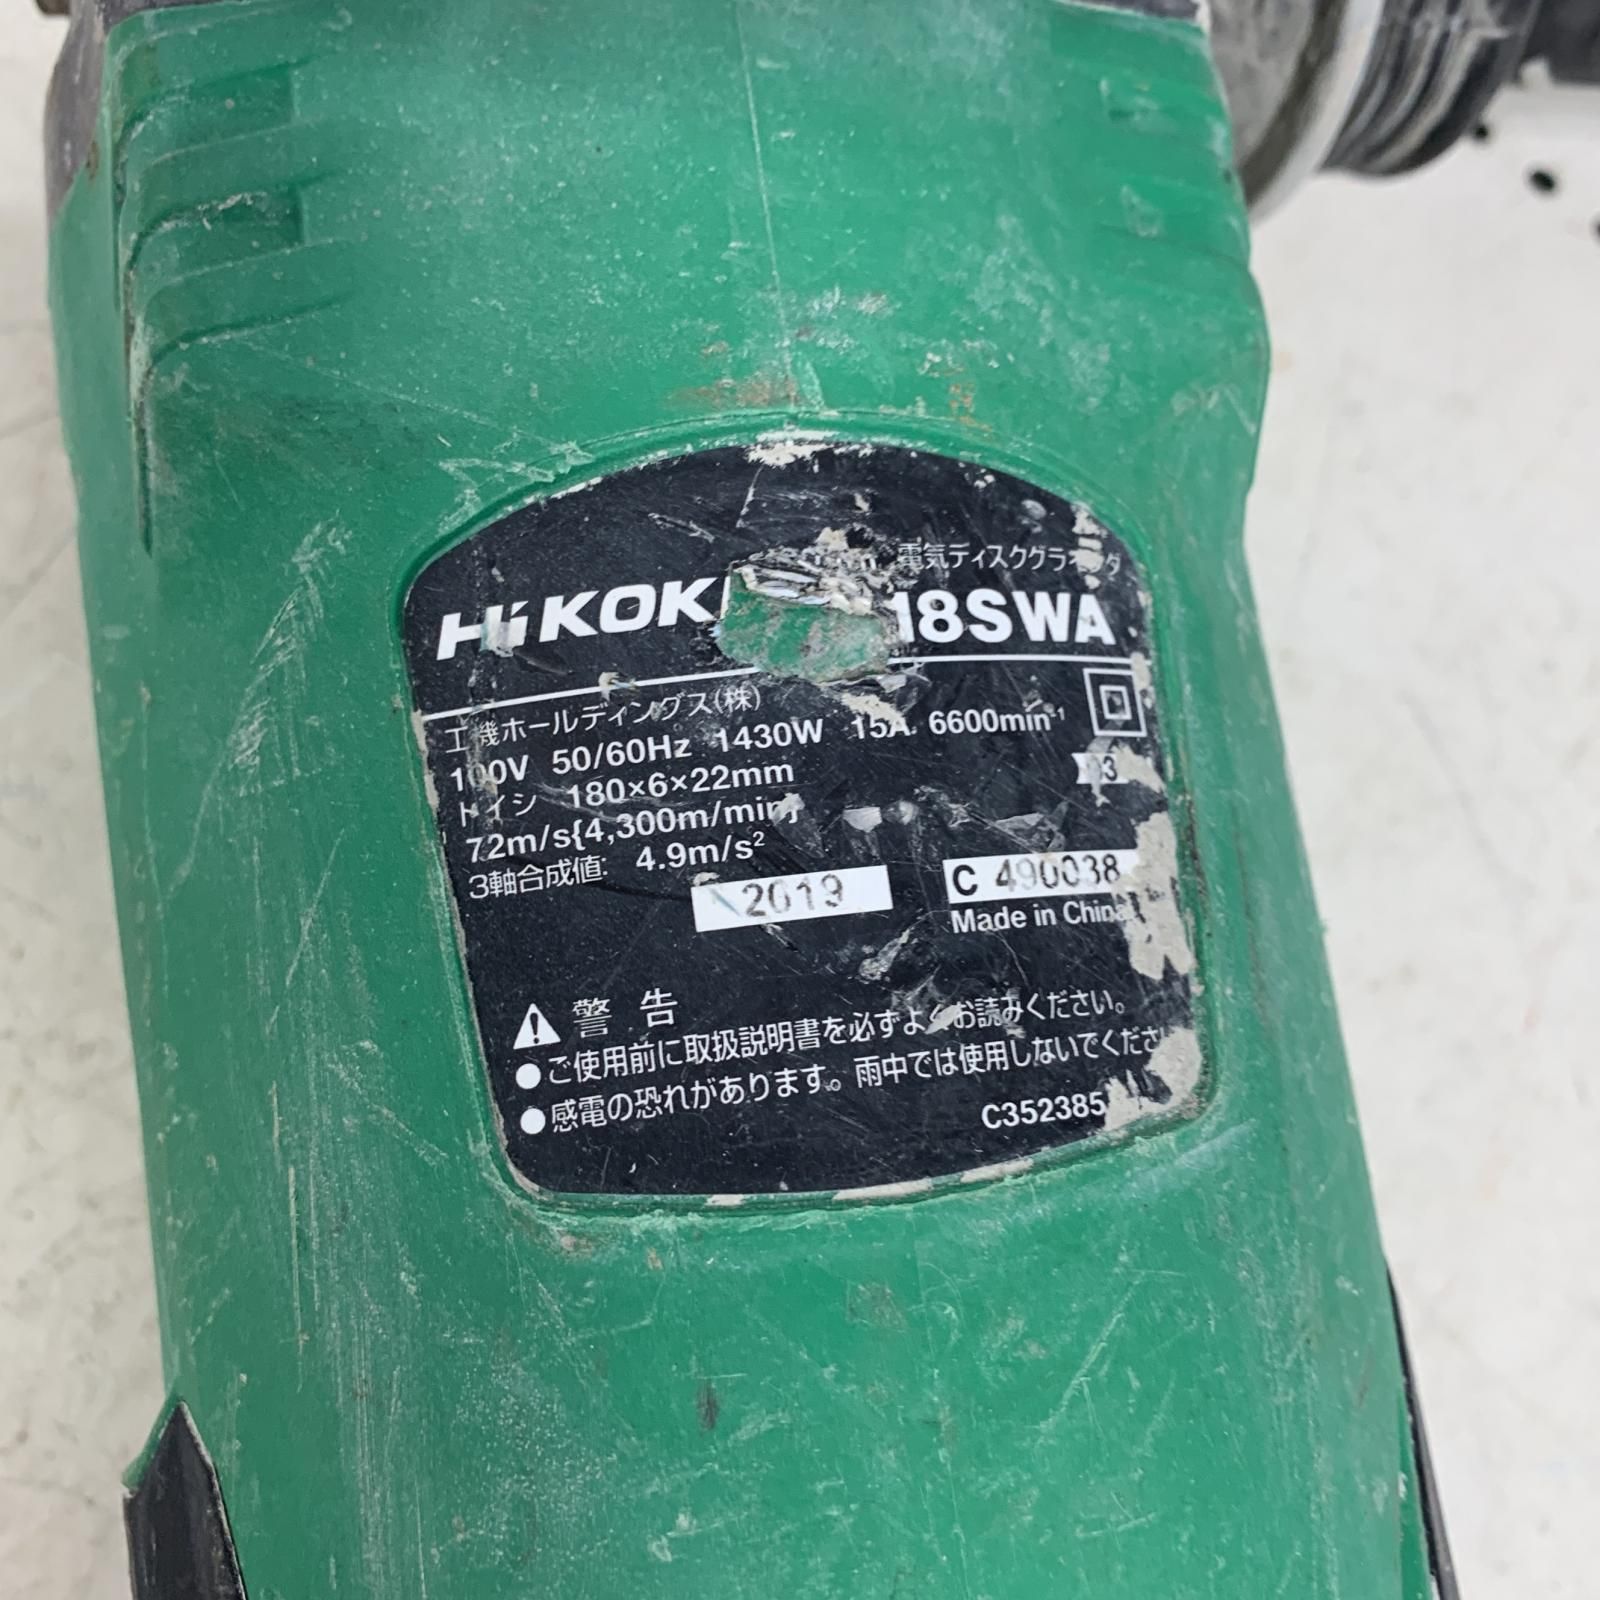 電気ディスクグラインダ
HiKOKI 18SWA
工機ホールディングス(株)
100V 50/60Hz 1430W 15A 6600min⁻¹
トイシ 180×6×22mm
72m/s{4,300m/min}
3軸合成値: 4.9m/s²
2019 C 490038
Made in China
警告
●ご使用前に取扱説明書を必ずよくお読みください。
●感電の恐れがあります。雨中では使用しないでくださ
C352385